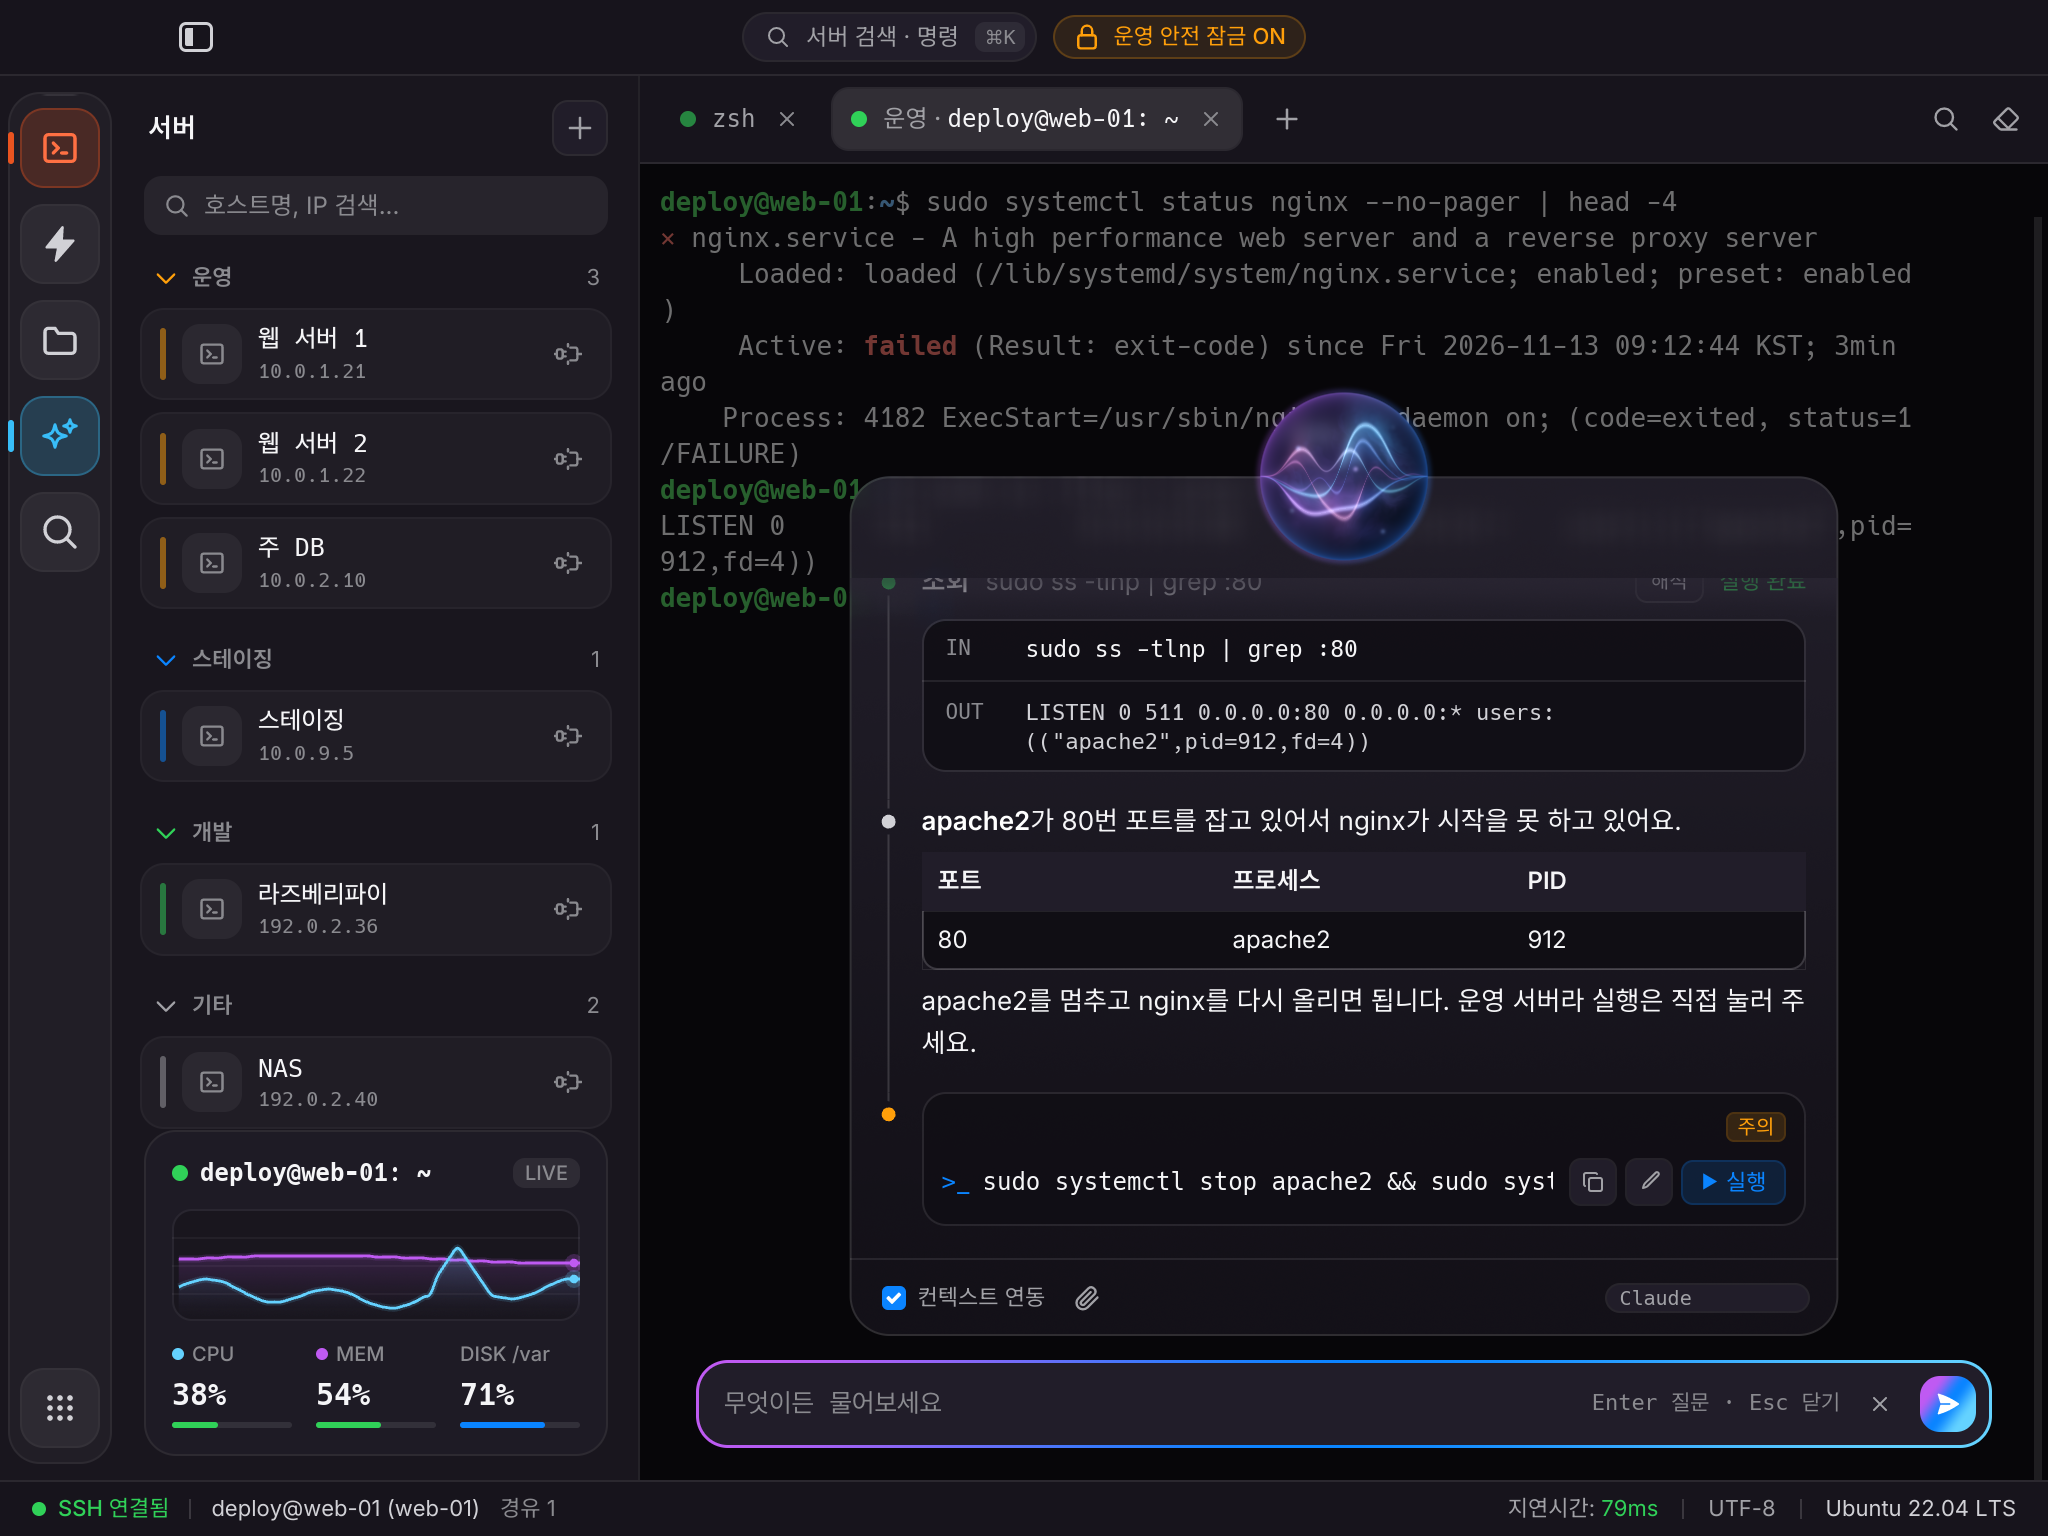 서버 검색 · 명령 ⌘K
운영 안전 잠금 ON
서버
호스트명, IP 검색...
운영 3
웹 서버 1
10.0.1.21
웹 서버 2
10.0.1.22
주 DB
10.0.2.10
스테이징 1
스테이징
10.0.9.5
개발 1
라즈베리파이
192.0.2.36
기타 2
NAS
192.0.2.40
deploy@web-01: ~ LIVE
CPU MEM DISK /var
38% 54% 71%
zsh
운영 · deploy@web-01: ~
deploy@web-01:~$ sudo systemctl status nginx --no-pager | head -4
× nginx.service - A high performance web server and a reverse proxy server
Loaded: loaded (/lib/systemd/system/nginx.service; enabled; preset: enabled
)
Active: failed (Result: exit-code) since Fri 2026-11-13 09:12:44 KST; 3min
ago
Process: 4182 ExecStart=/usr/sbin/ng daemon on; (code=exited, status=1
/FAILURE)
deploy@web-01
LISTEN 0 ,pid=
912,fd=4))
deploy@web-0
조회 sudo ss -tlnp | grep :80 해석 실행 완료
IN sudo ss -tlnp | grep :80
OUT LISTEN 0 511 0.0.0.0:80 0.0.0.0:* users:
(("apache2",pid=912,fd=4))
apache2가 80번 포트를 잡고 있어서 nginx가 시작을 못 하고 있어요.
포트 프로세스 PID
80 apache2 912
apache2를 멈추고 nginx를 다시 올리면 됩니다. 운영 서버라 실행은 직접 눌러 주
세요.
주의
>_ sudo systemctl stop apache2 && sudo syst
실행
컨텍스트 연동
Claude
무엇이든 물어보세요
Enter 질문 · Esc 닫기
SSH 연결됨 | deploy@web-01 (web-01) 경유 1
지연시간: 79ms | UTF-8 | Ubuntu 22.04 LTS